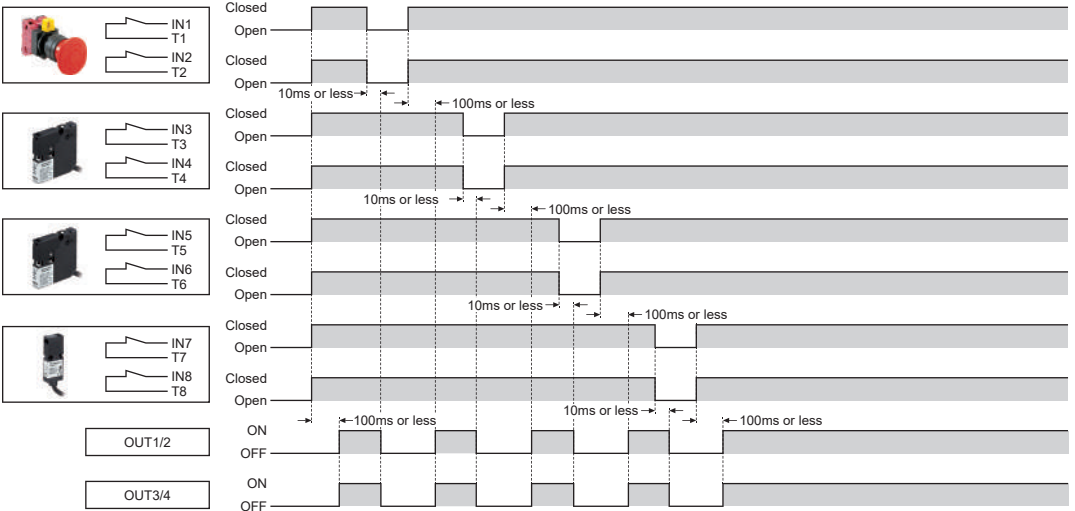 Closed
IN1
Open
T1
IN2
Closed
T2
Open
10ms or less
100ms or less
Closed
IN3
Open
T3
IN4
Closed
T4
Open
10ms or less
100ms or less
Closed
IN5
Open
T5
IN6
Closed
T6
Open
10ms or less
100ms or less
Closed
IN7
Open
T7
IN8
Closed
T8
Open
10ms or less
100ms or less
100ms or less
OUT1/2
ON
OFF
OUT3/4
ON
OFF